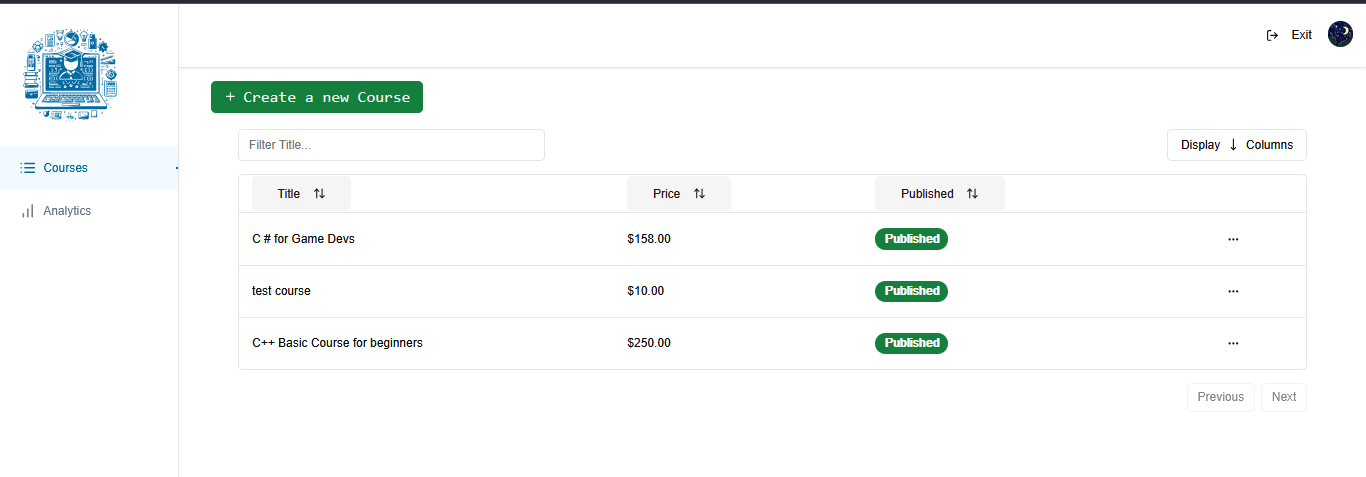 Exit
+ Create a new Course
Filter Title...
Display ↓ Columns
Courses
Analytics
Title Price Published
C # for Game Devs $158.00 Published ...
test course $10.00 Published ...
C++ Basic Course for beginners $250.00 Published ...
Previous Next